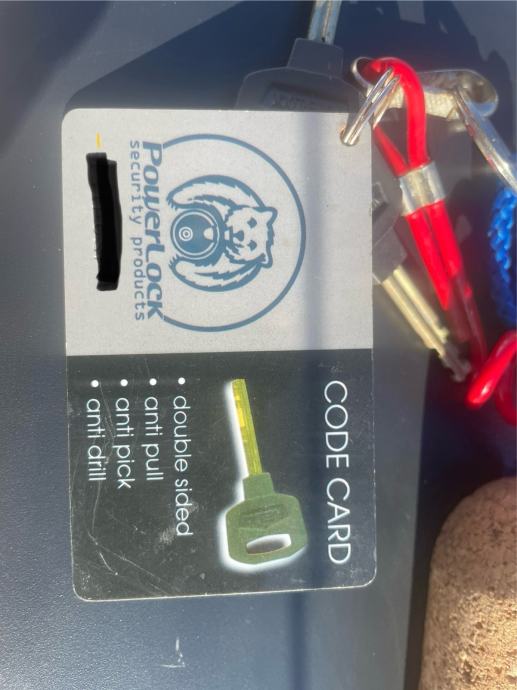 PowerLock
security products
CODE CARD
• double sided
• anti pull
• anti pick
• anti drill